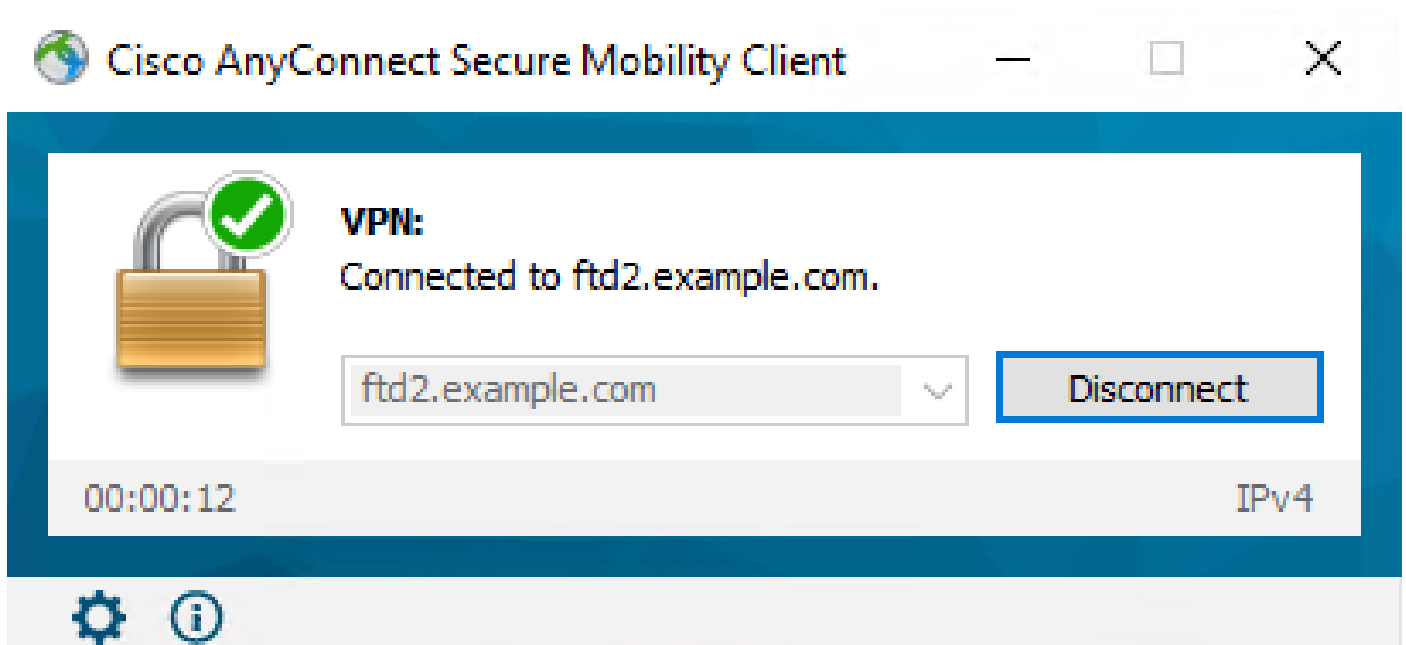 Cisco AnyConnect Secure Mobility Client
VPN:
Connected to ftd2.example.com.
ftd2.example.com
Disconnect
00:00:12
IPv4